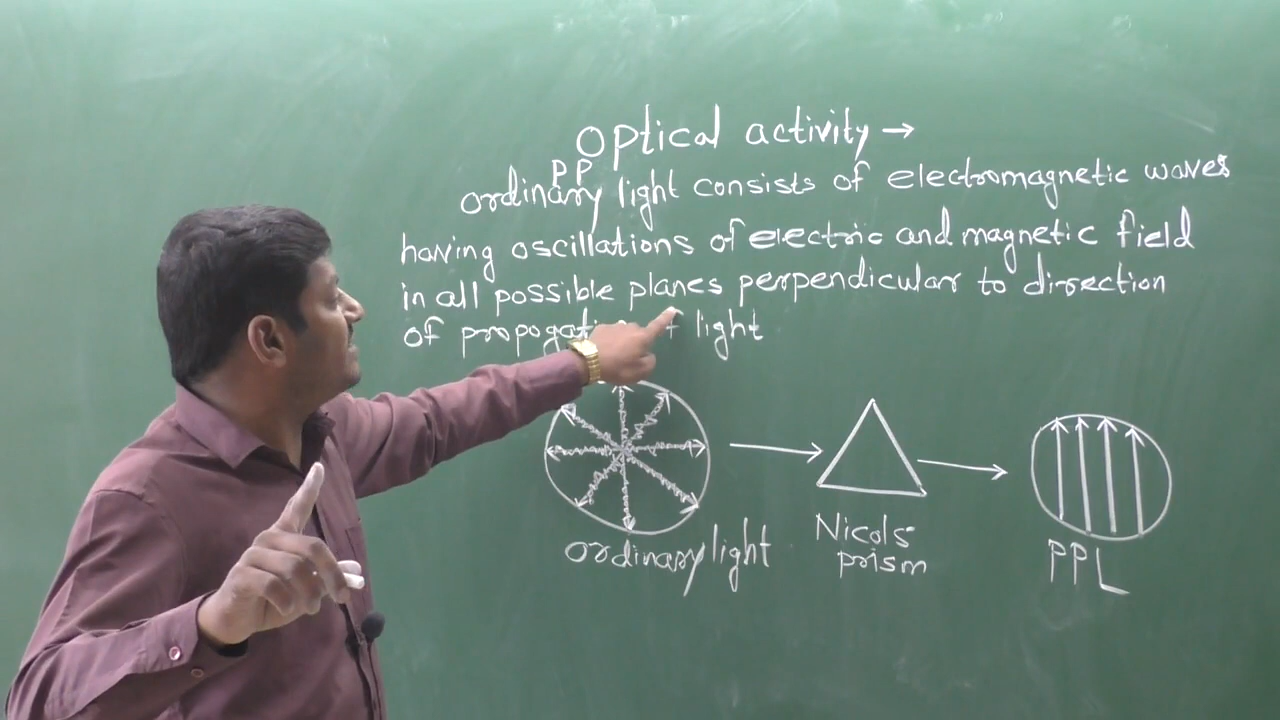 Optical activity →
PP
ordinary light consists of electromagnetic waves
having oscillations of electric and magnetic field
in all possible planes perpendicular to direction
of light
ordinary light
Nicols
prism
PPL